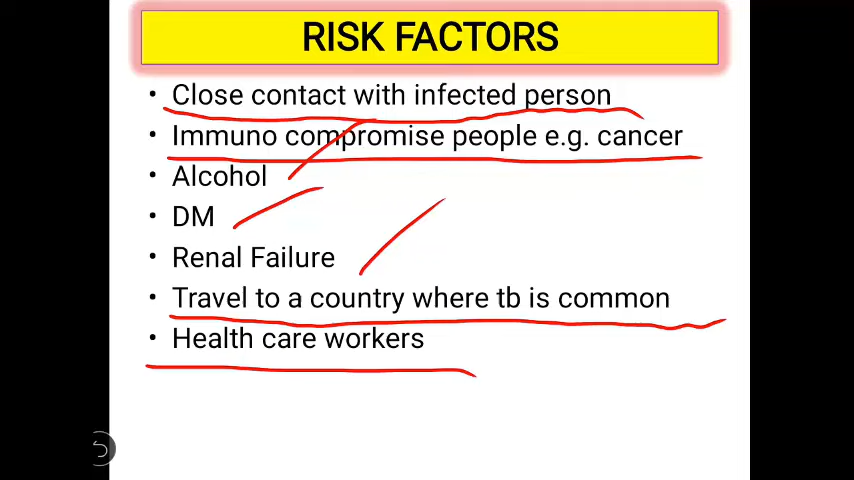 RISK FACTORS
• Close contact with infected person
• Immuno compromise people e.g. cancer
• Alcohol
• DM
• Renal Failure
• Travel to a country where tb is common
• Health care workers